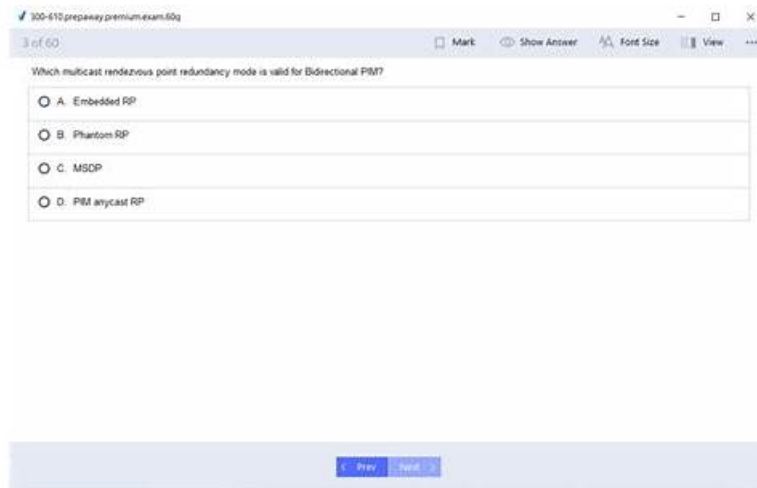 300-610.prepaway.premium.exam.60q
3 of 60 Mark Show Answer Font Size View
Which multicast rendezvous point redundancy mode is valid for Bidirectional PIM?
A. Embedded RP
B. Phantom RP
C. MSDP
D. PIM anycast RP
Prev Next